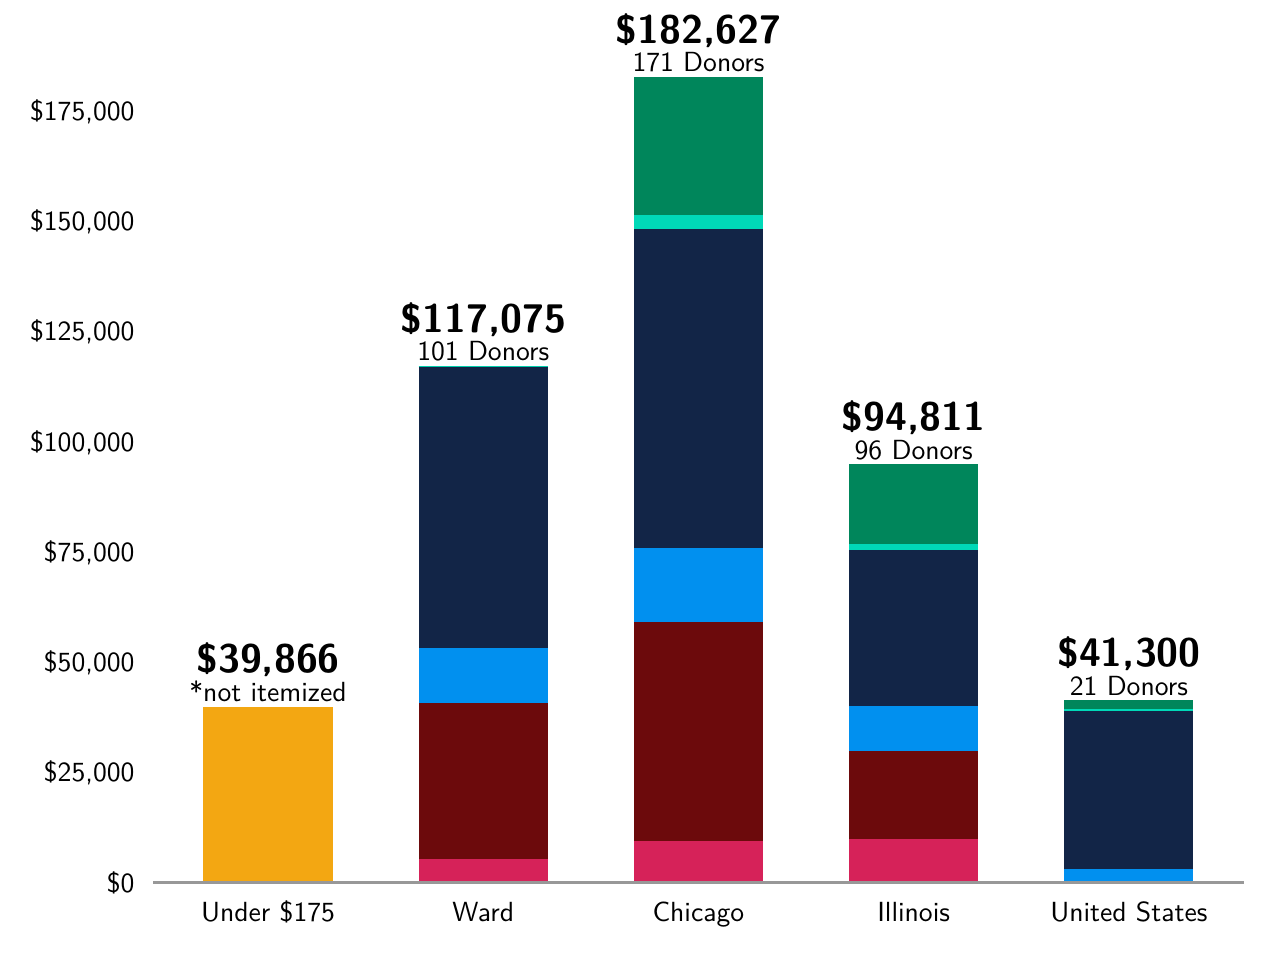 $182,627
171 Donors
$175,000
$150,000
$117,075
101 Donors
$125,000
$94,811
96 Donors
$100,000
$75,000
$39,866
*not itemized
$41,300
21 Donors
$50,000
$25,000
$0
Under $175
Ward
Chicago
Illinois
United States